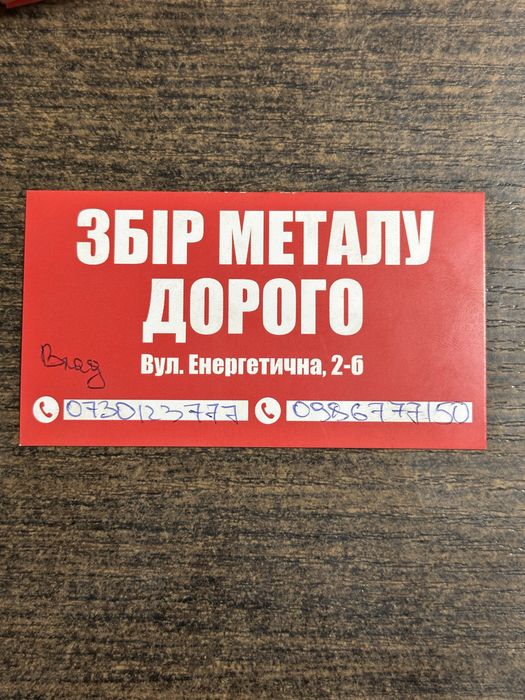 ЗБІР МЕТАЛУ
ДОРОГО
Вул. Енергетична, 2-б
Влад
0730123777 0986777150